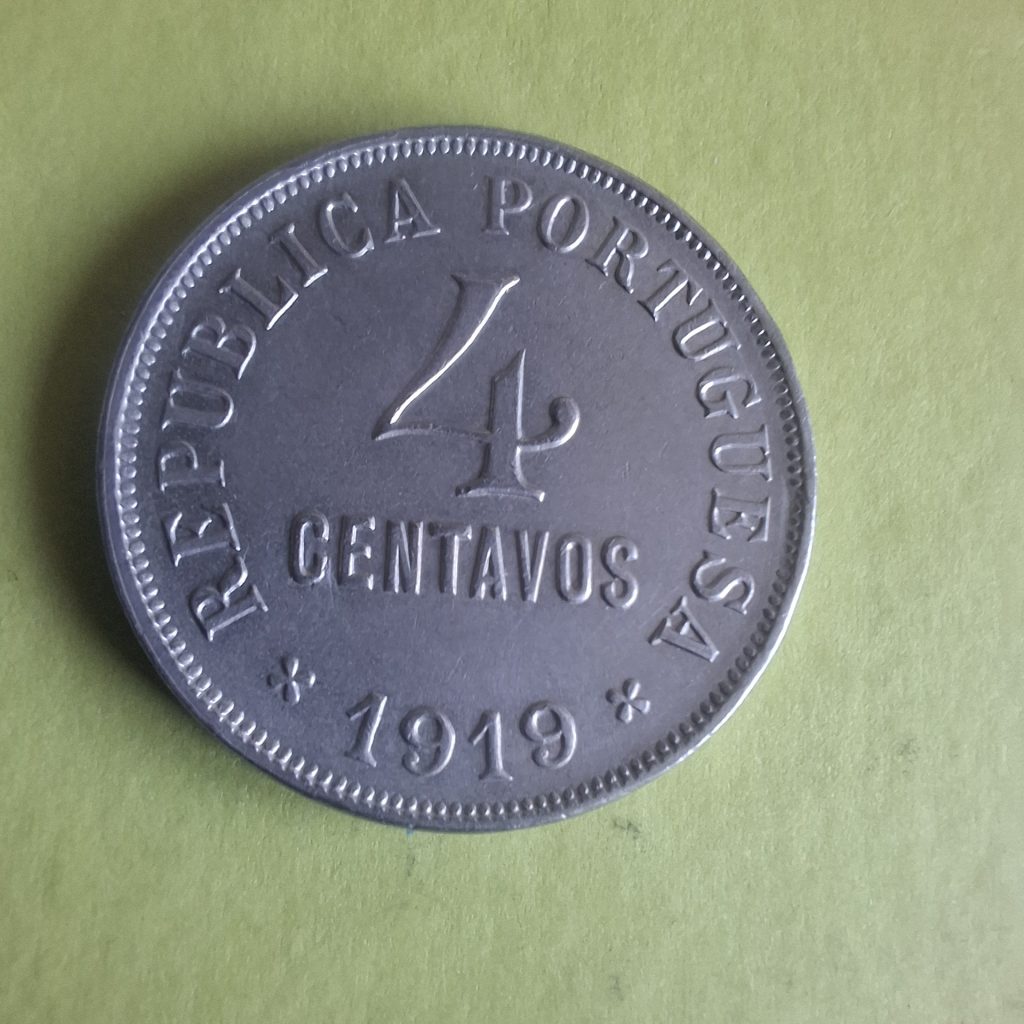 REPUBLICA PORTUGUESA
4
CENTAVOS
* 1919 *